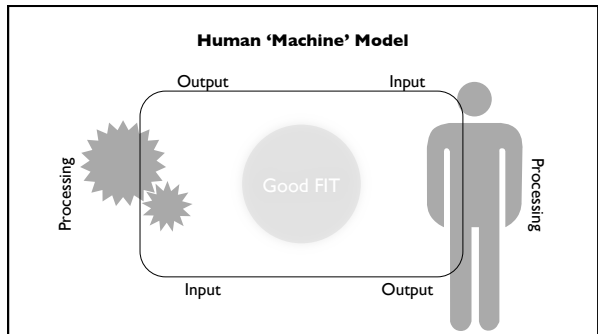 Human ‘Machine’ Model
Output
Input
Processing
Good FIT
Processing
Input
Output